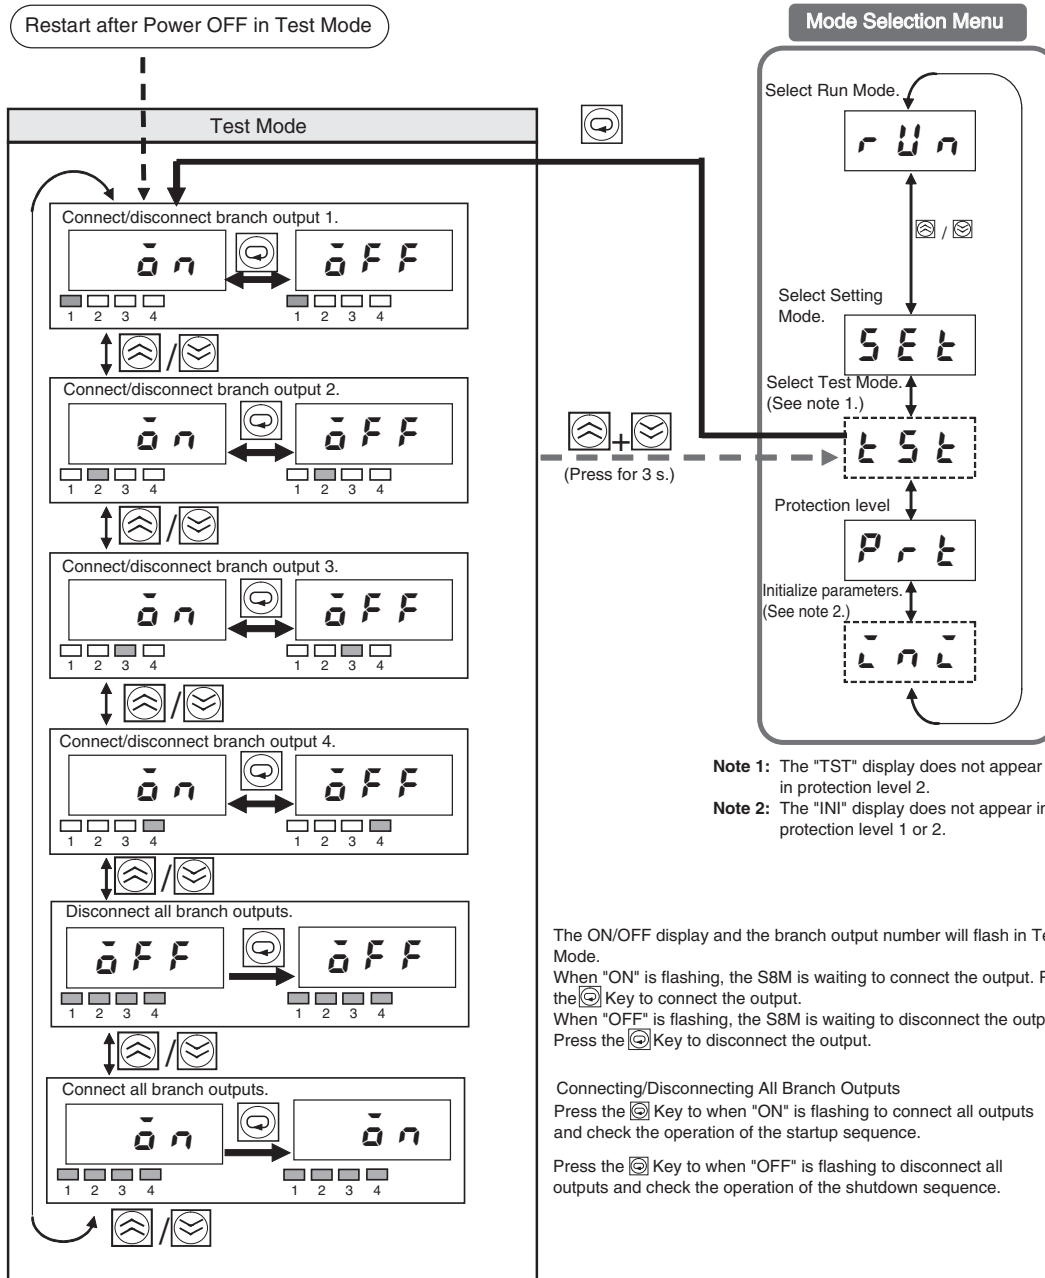 Restart after Power OFF in Test Mode
Test Mode
Connect/disconnect branch output 1.
on oFF
1 2 3 4 1 2 3 4
/
Connect/disconnect branch output 2.
on oFF
1 2 3 4 1 2 3 4
/
Connect/disconnect branch output 3.
on oFF
1 2 3 4 1 2 3 4
/
Connect/disconnect branch output 4.
on oFF
1 2 3 4 1 2 3 4
/
Disconnect all branch outputs.
oFF oFF
1 2 3 4 1 2 3 4
/
Connect all branch outputs.
on on
1 2 3 4 1 2 3 4
/
+
(Press for 3 s.)
Mode Selection Menu
Select Run Mode.
rUn
/
Select Setting
Mode.
SEt
Select Test Mode.
(See note 1.)
tSt
Protection level
Prt
Initialize parameters.
(See note 2.)
ini
Note 1: The "TST" display does not appear
in protection level 2.
Note 2: The "INI" display does not appear in
protection level 1 or 2.
The ON/OFF display and the branch output number will flash in Te
Mode.
When "ON" is flashing, the S8M is waiting to connect the output.
the Key to connect the output.
When "OFF" is flashing, the S8M is waiting to disconnect the outp
Press the Key to disconnect the output.
Connecting/Disconnecting All Branch Outputs
Press the Key to when "ON" is flashing to connect all outputs
and check the operation of the startup sequence.
Press the Key to when "OFF" is flashing to disconnect all
outputs and check the operation of the shutdown sequence.